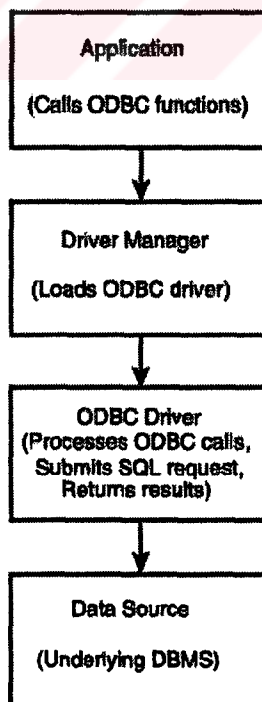 Application
(Calls ODBC functions)
Driver Manager
(Loads ODBC driver)
ODBC Driver
(Processes ODBC calls,
Submits SQL request,
Returns results)
Data Source
(Underlying DBMS)